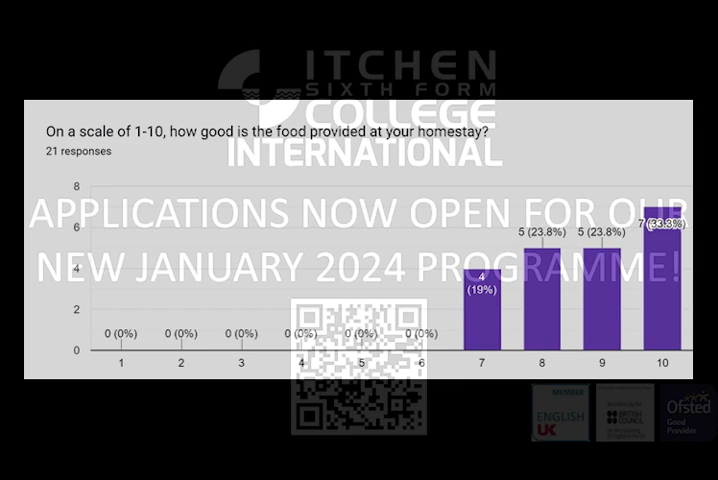 ITCHEN
SIXTH FORM
COLLEGE
INTERNATIONAL
On a scale of 1-10, how good is the food provided at your homestay?
21 responses
APPLICATIONS NOW OPEN FOR OUR
NEW JANUARY 2024 PROGRAMME!
8
6
4
2
0
0 (0%) 0 (0%) 0 (0%) 0 (0%) 0 (0%) 0 (0%)
4
(19%)
5 (23.8%) 5 (23.8%)
7 (33.3%)
1 2 3 4 5 6 7 8 9 10
MEMBER
ENGLISH
UK
BRITISH
COUNCIL
Ofsted
Good
Provider